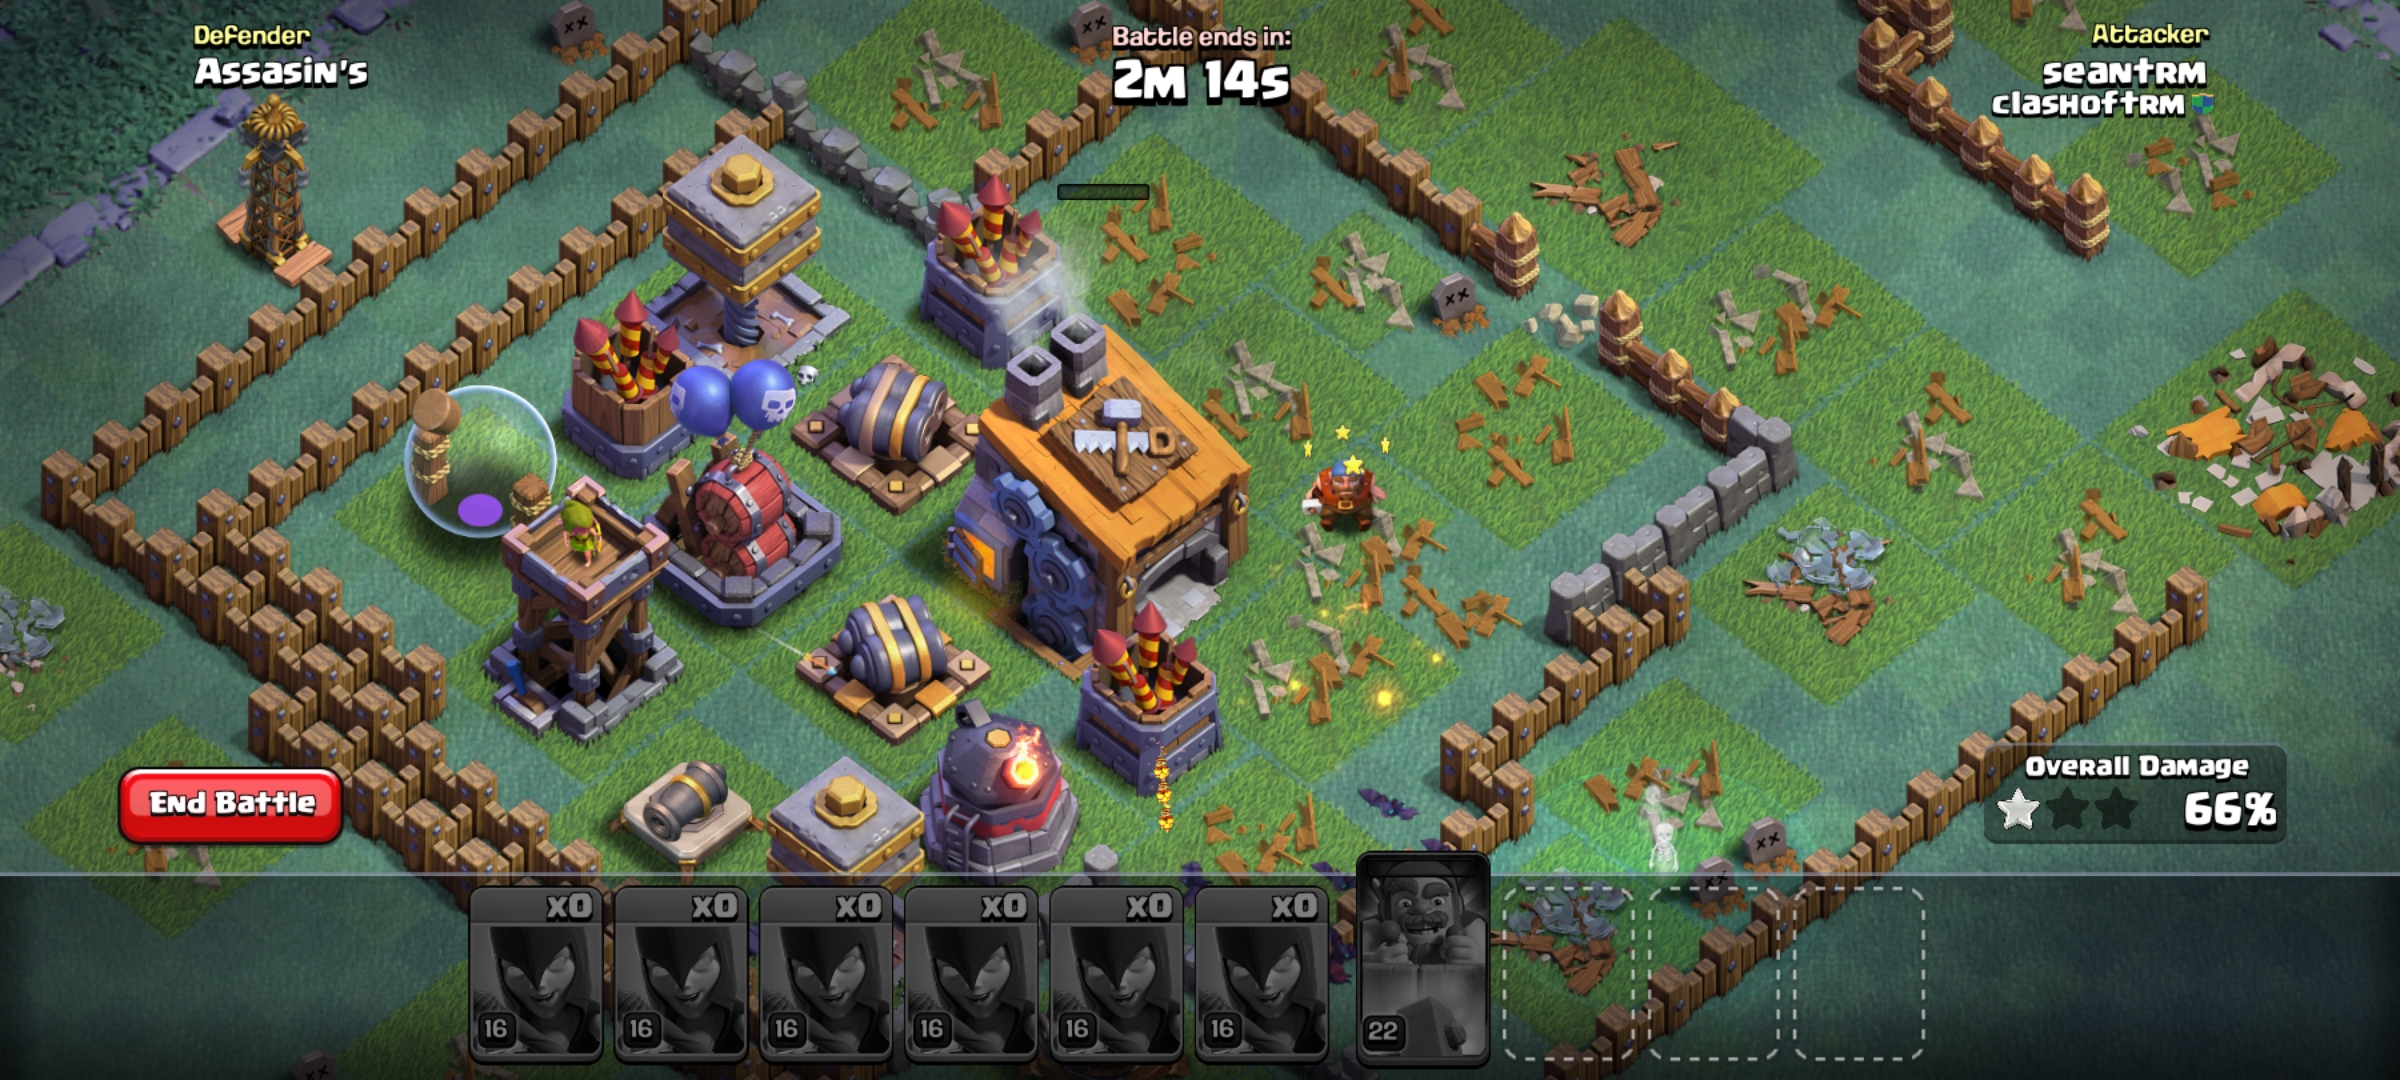 Defender
Assasin's
Battle ends in:
2M 14s
Attacker
seantRM
clashoftRM
End Battle
Overall Damage
66%
x0
x0
x0
x0
x0
x0
16
16
16
16
16
16
22